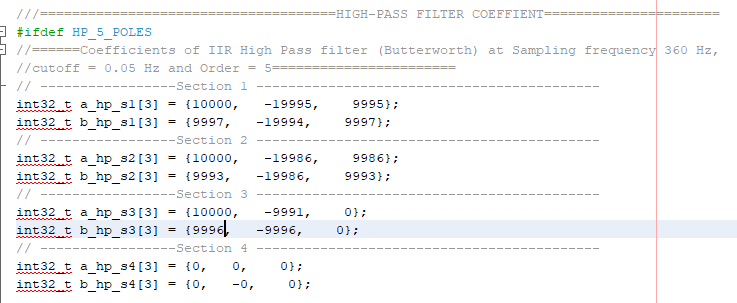 ///=====================================HIGH-PASS FILTER COEFFIENT======================
#ifdef HP_5_POLES
//======Coefficients of IIR High Pass filter (Butterworth) at Sampling frequency 360 Hz,
//cutoff = 0.05 Hz and Order = 5=======================
// -----------------Section 1 -------------------------------------------
int32_t a_hp_s1[3] = {10000,   -19995,    9995};
int32_t b_hp_s1[3] = {9997,   -19994,    9997};
// -----------------Section 2 -------------------------------------------
int32_t a_hp_s2[3] = {10000,   -19986,    9986};
int32_t b_hp_s2[3] = {9993,   -19986,    9993};
// -----------------Section 3 -------------------------------------------
int32_t a_hp_s3[3] = {10000,   -9991,    0};
int32_t b_hp_s3[3] = {9996,   -9996,    0};
// -----------------Section 4 -------------------------------------------
int32_t a_hp_s4[3] = {0,   0,    0};
int32_t b_hp_s4[3] = {0,   -0,    0};